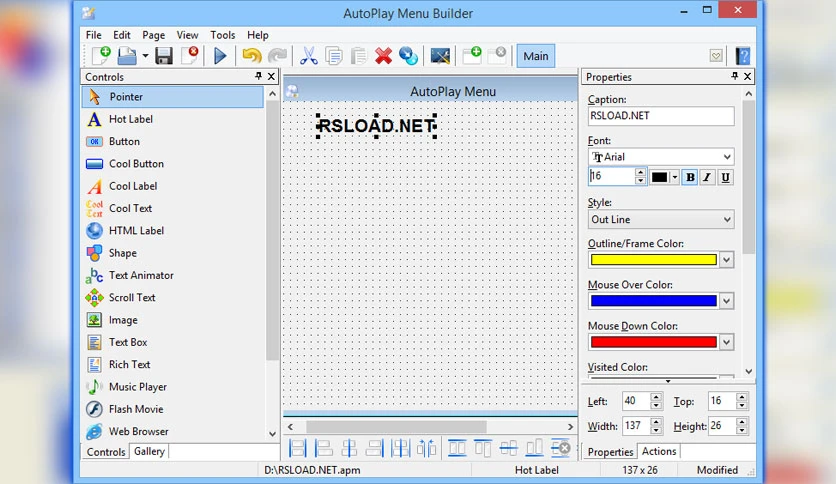 AutoPlay Menu Builder
File Edit Page View Tools Help
Main
Controls
Pointer
Hot Label
Button
OK
Cool Button
Cool Label
Cool Text
HTML Label
Shape
Text Animator
Scroll Text
Image
Text Box
Rich Text
Music Player
Flash Movie
Web Browser
Controls Gallery
AutoPlay Menu
RSLOAD.NET
Properties
Caption:
RSLOAD.NET
Font:
Arial
16 B I U
Style:
Out Line
Outline/Frame Color:
Mouse Over Color:
Mouse Down Color:
Visited Color:
Left: 40 Top: 16
Width: 137 Height: 26
Properties Actions
D:\RSLOAD.NET.apm Hot Label 137 x 26 Modified